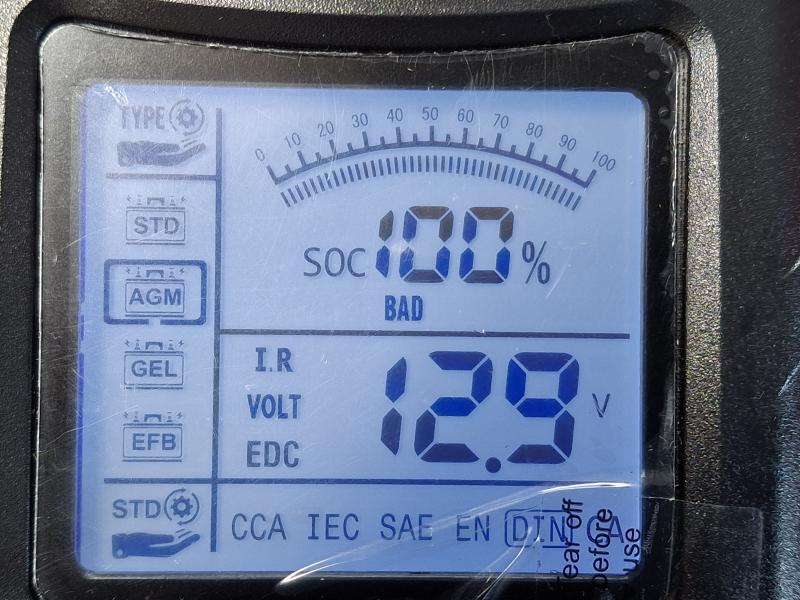 TYPE
0 10 20 30 40 50 60 70 80 90 100
STD
AGM
GEL
EFB
SOC 100 %
BAD
I.R
VOLT
EDC
12.9 V
STD
CCA IEC SAE EN DIN CA
Tear off
before
use